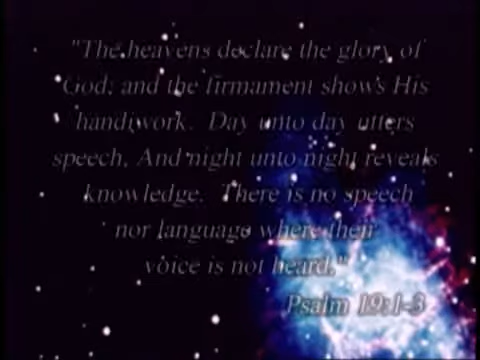 "The heavens declare the glory of
God; and the firmament shows His
handiwork.  Day unto day utters
speech, And night unto night reveals
knowledge.  There is no speech
nor language where their
voice is not heard."
Psalm 19:1-3